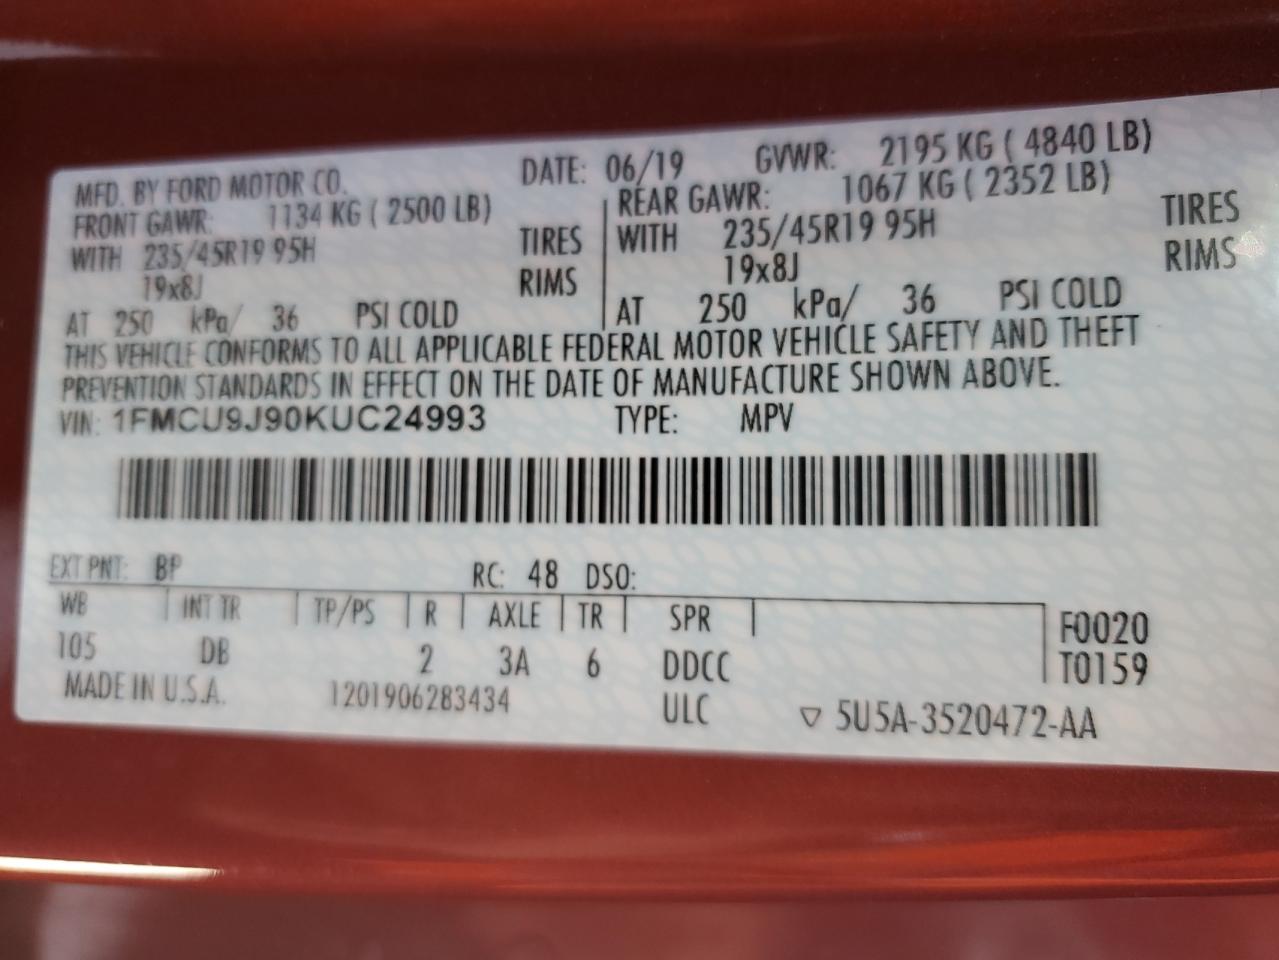 MFD. BY FORD MOTOR CO. DATE: 06/19 GVWR: 2195 KG ( 4840 LB)
FRONT GAWR: 1134 KG ( 2500 LB) REAR GAWR: 1067 KG ( 2352 LB)
WITH 235/45R19 95H TIRES WITH 235/45R19 95H TIRES
19x8J RIMS 19x8J RIMS
AT 250 kPa/ 36 PSI COLD AT 250 kPa/ 36 PSI COLD
THIS VEHICLE CONFORMS TO ALL APPLICABLE FEDERAL MOTOR VEHICLE SAFETY AND THEFT
PREVENTION STANDARDS IN EFFECT ON THE DATE OF MANUFACTURE SHOWN ABOVE.
VIN: 1FMCU9J90KUC24993 TYPE: MPV
EXT PNT: BP RC: 48 DSO:
WB INT TR TP/PS R AXLE TR SPR F0020
105 DB 2 3A 6 DDCC T0159
MADE IN U.S.A. 1201906283434 ULC ▽ 5U5A-3520472-AA